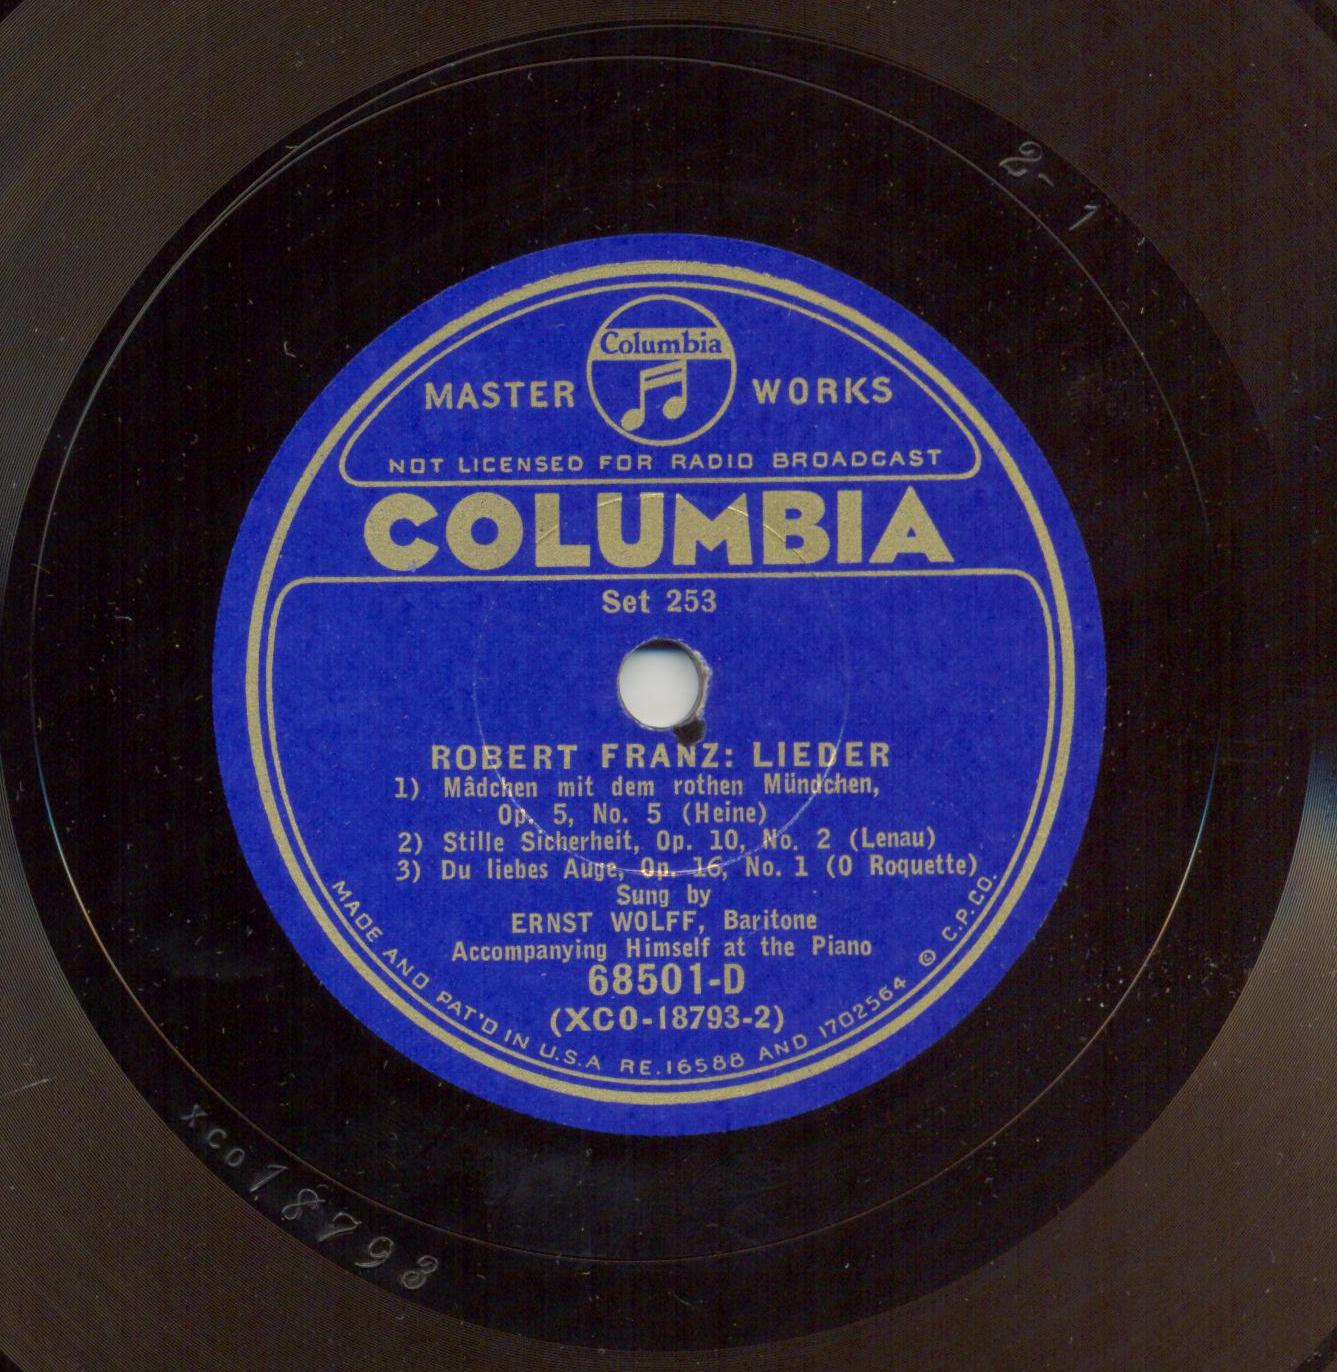 Columbia
MASTER WORKS
NOT LICENSED FOR RADIO BROADCAST
COLUMBIA
Set 253
ROBERT FRANZ: LIEDER
1) Mâdchen mit dem rothen Mündchen,
Op. 5, No. 5 (Heine)
2) Stille Sicherheit, Op. 10, No. 2 (Lenau)
3) Du liebes Auge, Op. 16, No. 1 (O Roquette)
Sung by
ERNST WOLFF, Baritone
Accompanying Himself at the Piano
68501-D
(XCO-18793-2)
MADE AND PAT'D IN U.S.A RE.16588 AND 1702564 © C.P.CO.
2- 1
xco18793